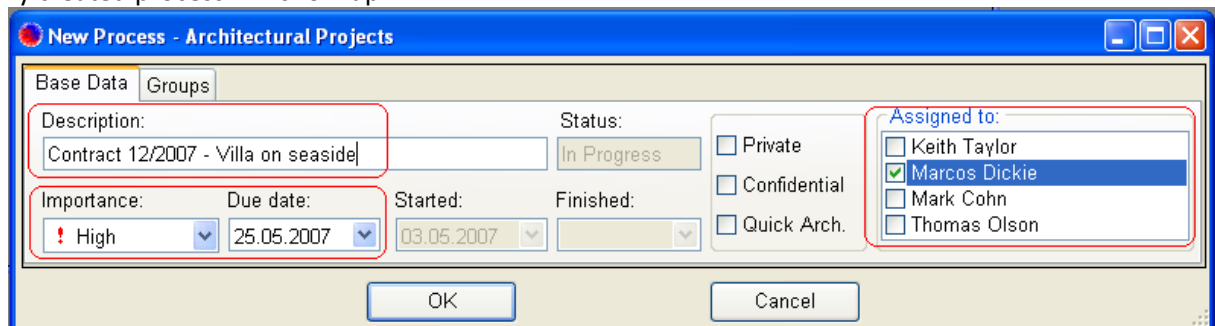 New Process - Architectural Projects
Base Data Groups
Description: Status: Assigned to:
Contract 12/2007 - Villa on seaside In Progress Private Keith Taylor
Marcos Dickie
Importance: Due date: Started: Finished: Confidential Mark Cohn
! High 25.05.2007 03.05.2007 Quick Arch. Thomas Olson
OK Cancel